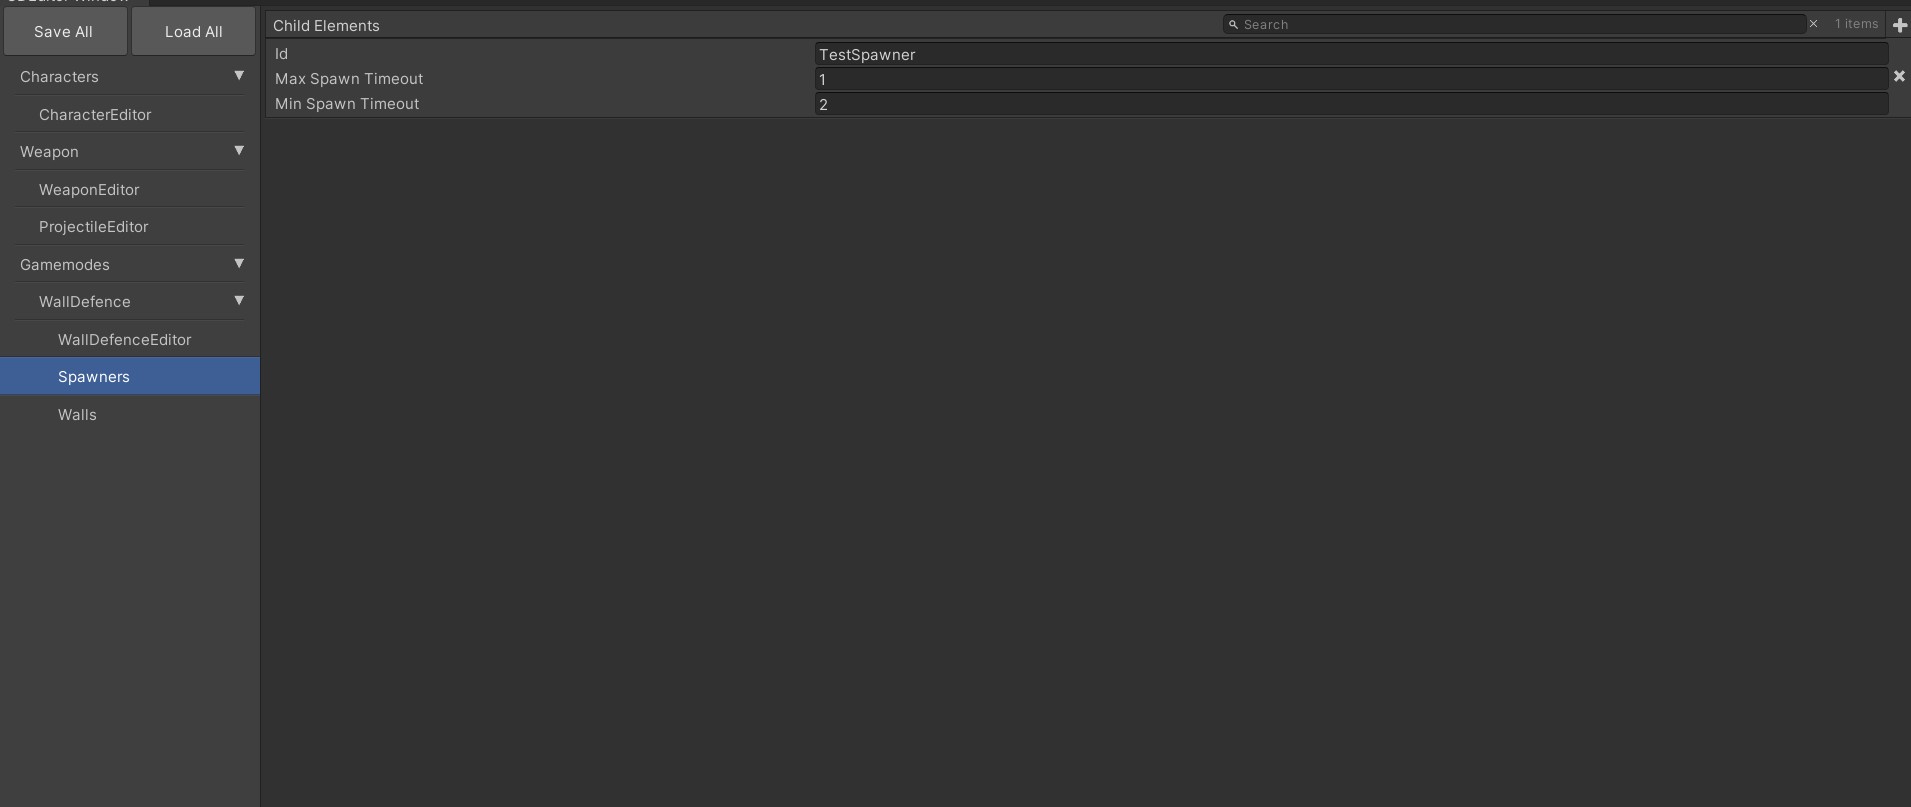 Save All
Load All
Characters
CharacterEditor
Weapon
WeaponEditor
ProjectileEditor
Gamemodes
WallDefence
WallDefenceEditor
Spawners
Walls
Child Elements
Search
1 items
Id
TestSpawner
Max Spawn Timeout
1
Min Spawn Timeout
2